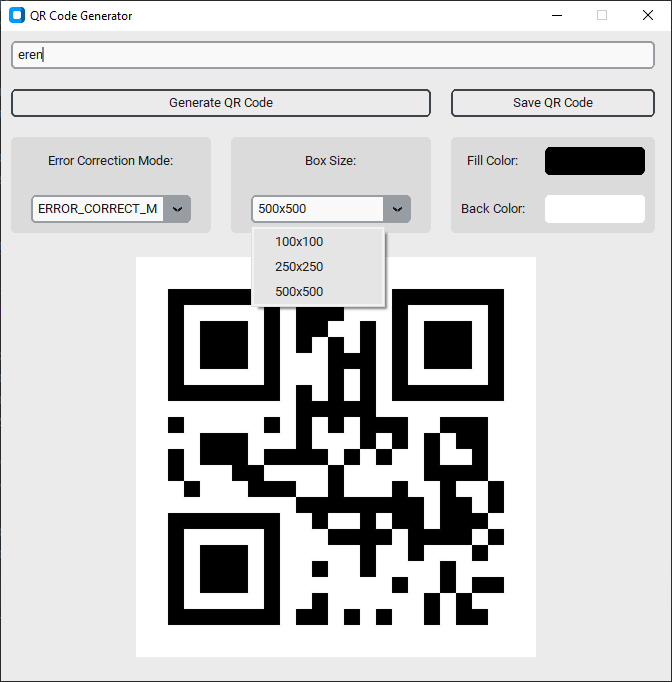 QR Code Generator
eren
Generate QR Code
Save QR Code
Error Correction Mode:
Box Size:
Fill Color:
ERROR_CORRECT_M
500x500
Back Color:
100x100
250x250
500x500